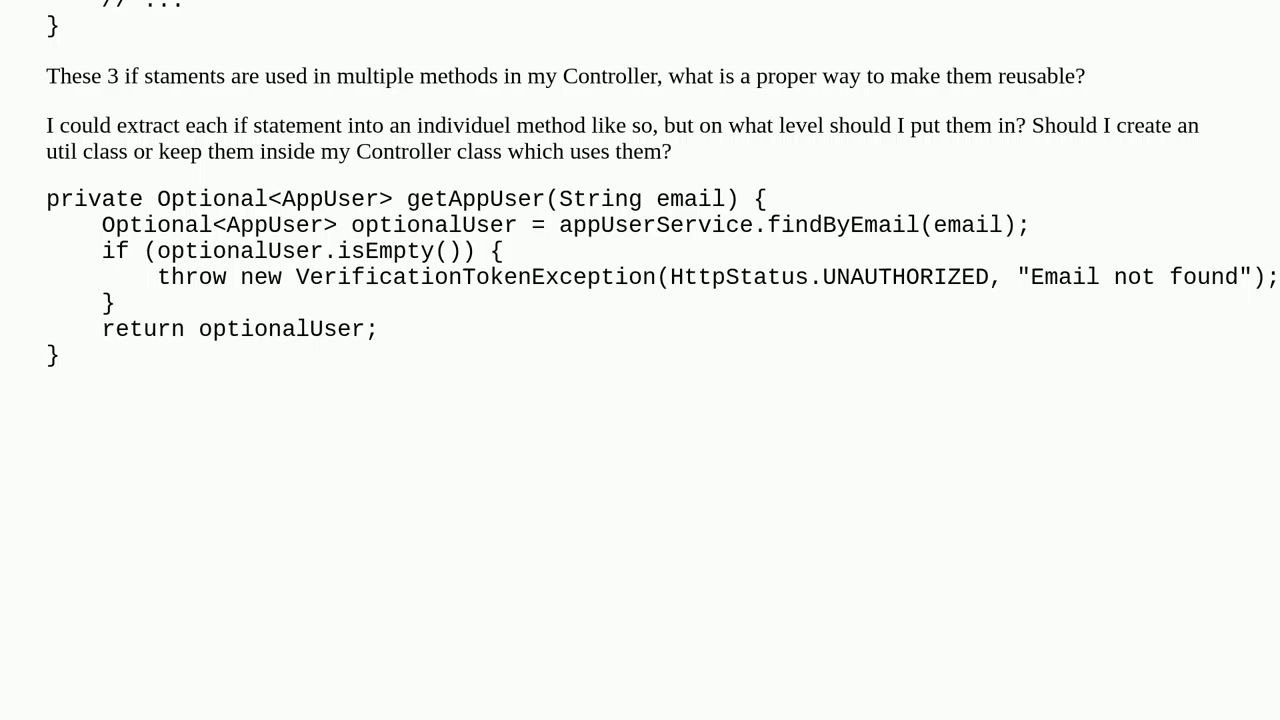 // ...
}
These 3 if staments are used in multiple methods in my Controller, what is a proper way to make them reusable?
I could extract each if statement into an individuel method like so, but on what level should I put them in? Should I create an
util class or keep them inside my Controller class which uses them?
private Optional<AppUser> getAppUser(String email) {
    Optional<AppUser> optionalUser = appUserService.findByEmail(email);
    if (optionalUser.isEmpty()) {
        throw new VerificationTokenException(HttpStatus.UNAUTHORIZED, "Email not found");
    }
    return optionalUser;
}